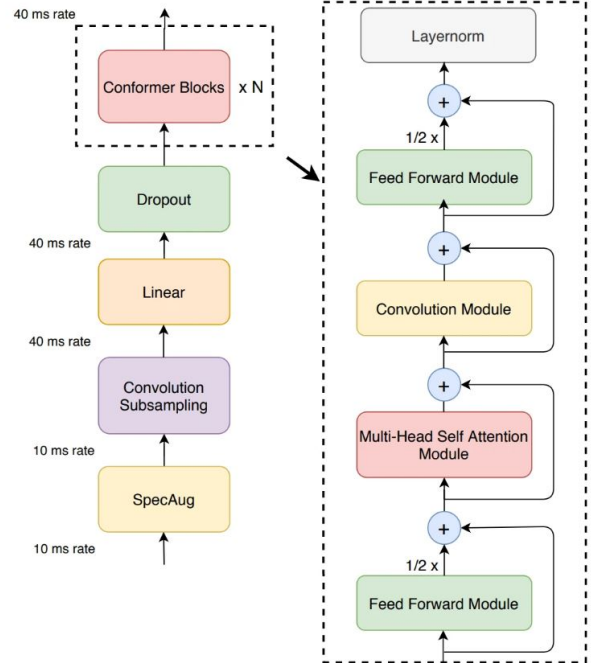 40 ms rate
Conformer Blocks
x N
Dropout
40 ms rate
Linear
40 ms rate
Convolution
Subsampling
10 ms rate
SpecAug
10 ms rate
Layernorm
+
1/2 x
Feed Forward Module
+
Convolution Module
+
Multi-Head Self Attention
Module
+
1/2 x
Feed Forward Module